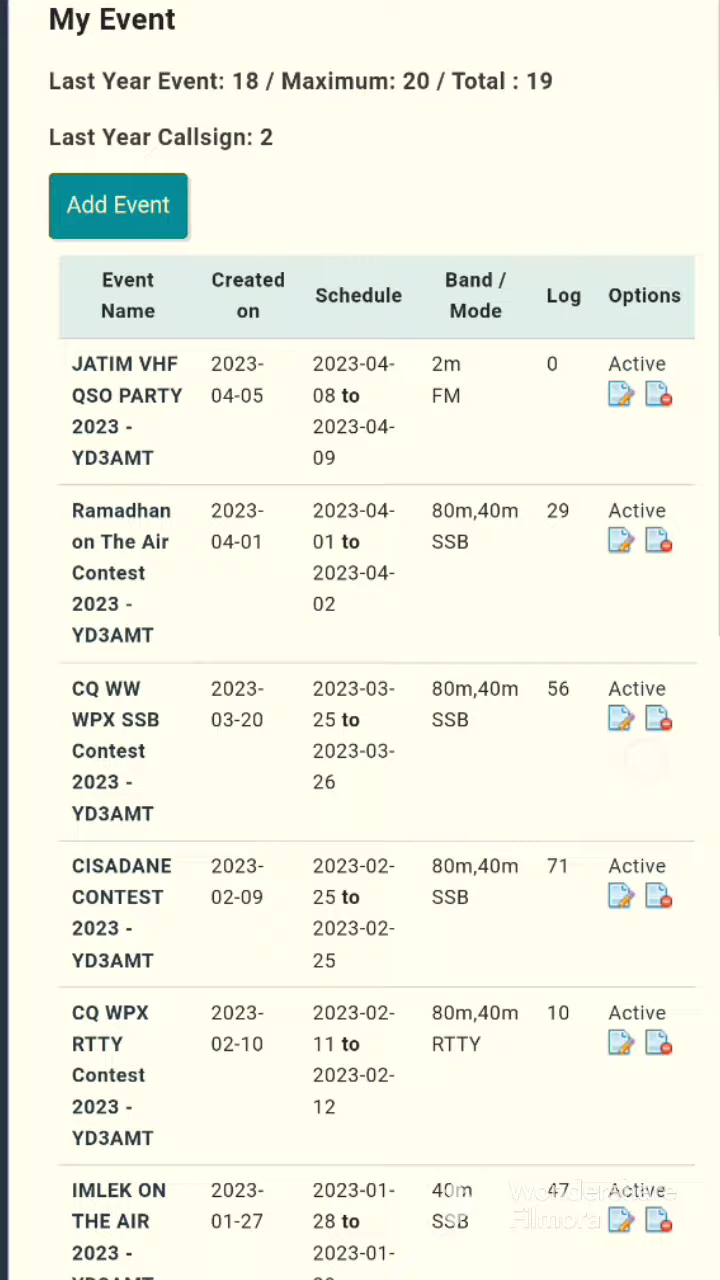 My Event
Last Year Event: 18 / Maximum: 20 / Total : 19
Last Year Callsign: 2
Add Event
Event Name Created on Schedule Band / Mode Log Options
JATIM VHF QSO PARTY 2023 - YD3AMT 2023-04-05 2023-04-08 to 2023-04-09 2m FM 0 Active
Ramadhan on The Air Contest 2023 - YD3AMT 2023-04-01 2023-04-01 to 2023-04-02 80m,40m SSB 29 Active
CQ WW WPX SSB Contest 2023 - YD3AMT 2023-03-20 2023-03-25 to 2023-03-26 80m,40m SSB 56 Active
CISADANE CONTEST 2023 - YD3AMT 2023-02-09 2023-02-25 to 2023-02-25 80m,40m SSB 71 Active
CQ WPX RTTY Contest 2023 - YD3AMT 2023-02-10 2023-02-11 to 2023-02-12 80m,40m RTTY 10 Active
IMLEK ON THE AIR 2023 - 2023-01-27 2023-01-28 to 2023-01- 40m SSB 47 Active
Wondershare
Filmora